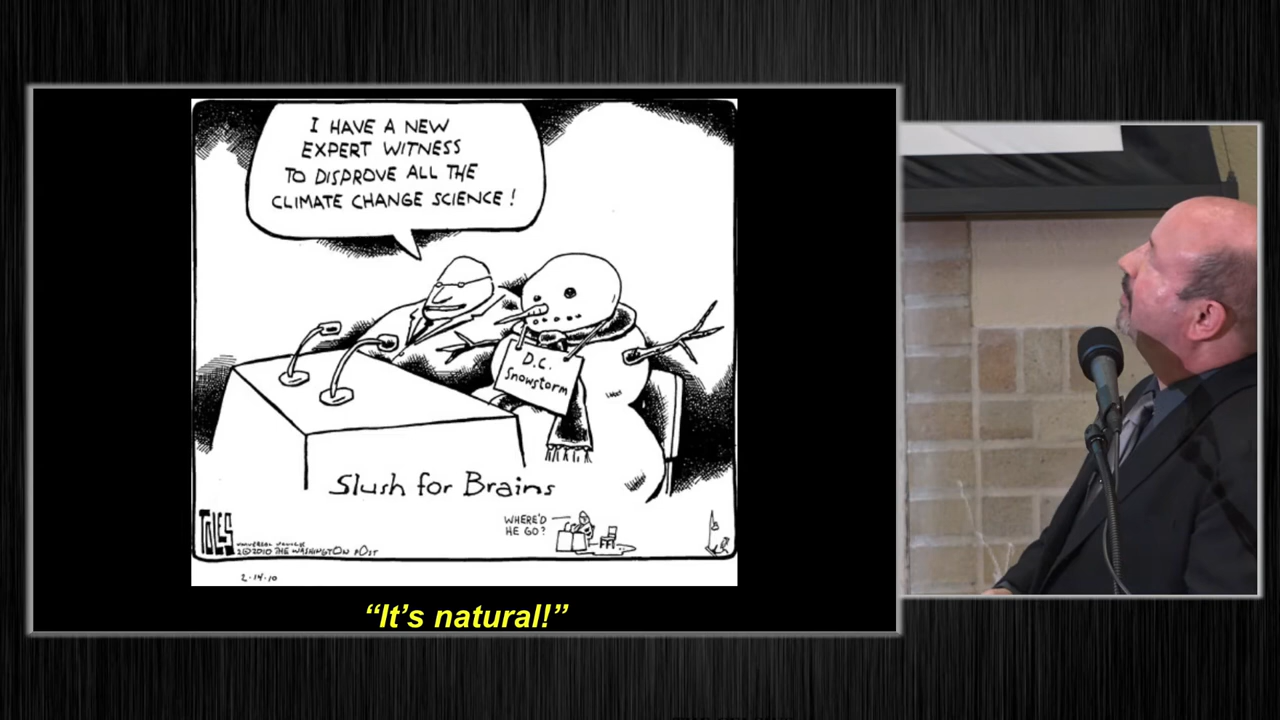 I HAVE A NEW
EXPERT WITNESS
TO DISPROVE ALL THE
CLIMATE CHANGE SCIENCE!
D.C.
Snowstorm
Slush for Brains
WHERE'D
HE GO?
TOLES
©2010 THE WASHINGTON POST
2-14-10
“It’s natural!”